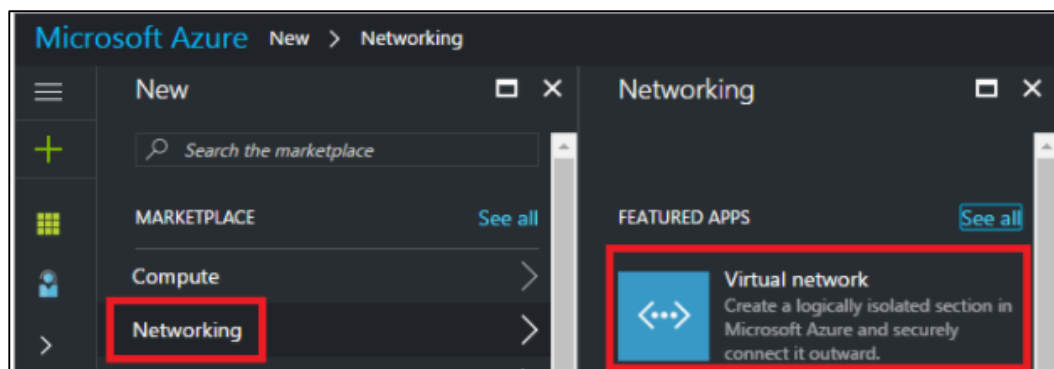 Microsoft Azure New > Networking
New
Search the marketplace
MARKETPLACE See all
Compute
Networking
Networking
FEATURED APPS See all
Virtual network
Create a logically isolated section in
Microsoft Azure and securely
connect it outward.